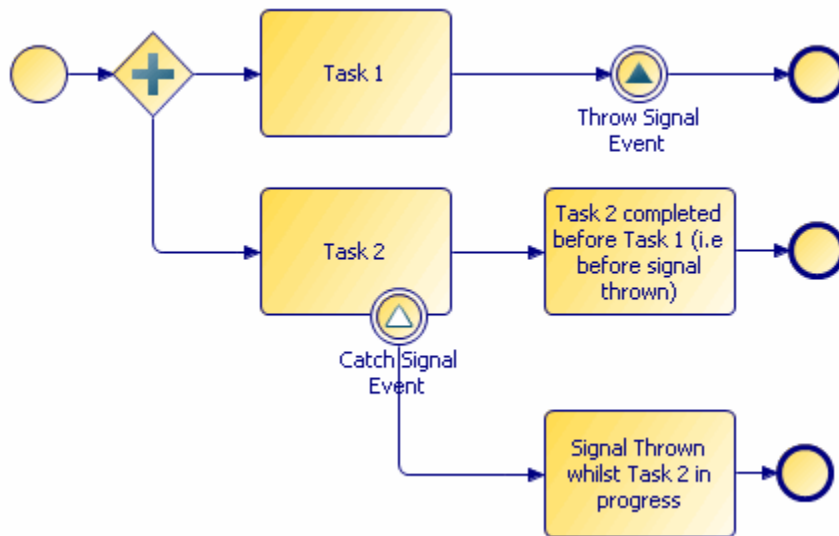 Task 1
Throw Signal
Event
Task 2
Task 2 completed
before Task 1 (i.e
before signal
thrown)
Catch Signal
Event
Signal Thrown
whilst Task 2 in
progress